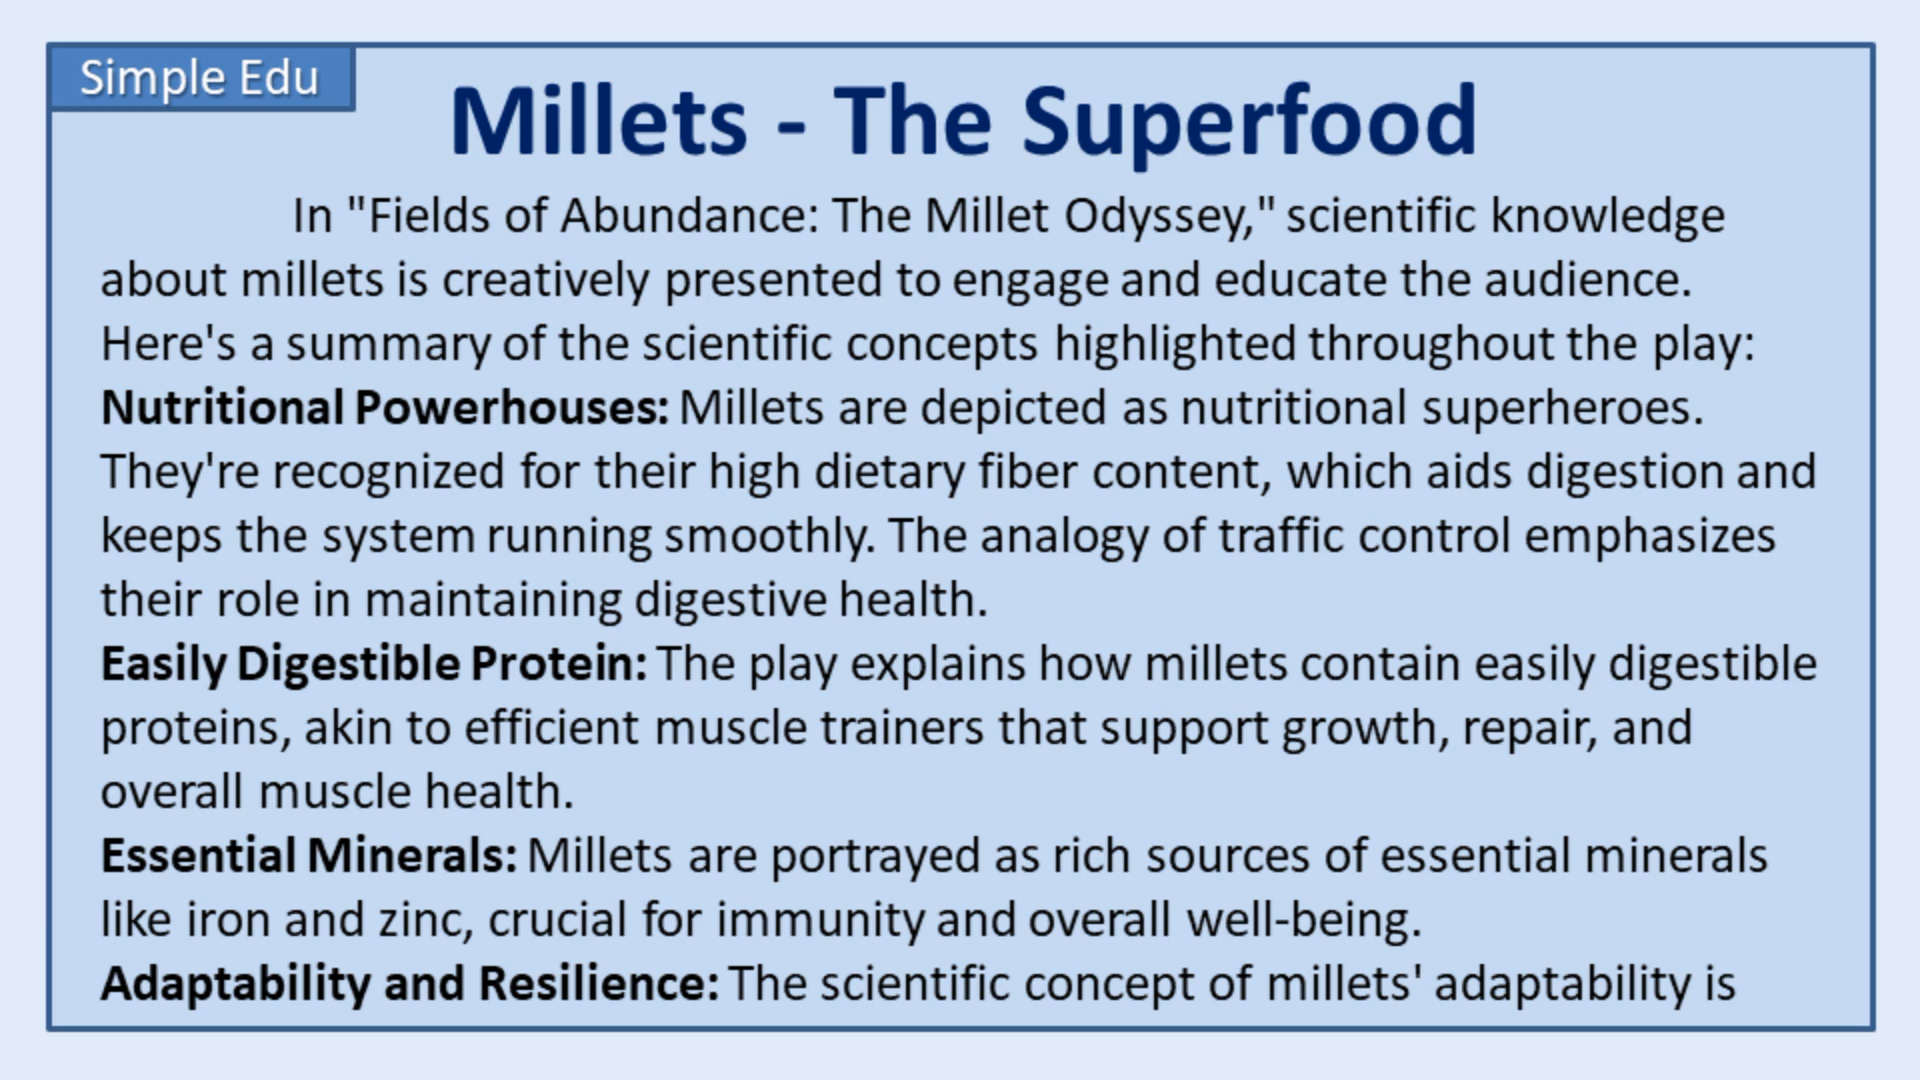 Simple Edu
Millets - The Superfood
In "Fields of Abundance: The Millet Odyssey," scientific knowledge
about millets is creatively presented to engage and educate the audience.
Here's a summary of the scientific concepts highlighted throughout the play:
Nutritional Powerhouses: Millets are depicted as nutritional superheroes.
They're recognized for their high dietary fiber content, which aids digestion and
keeps the system running smoothly. The analogy of traffic control emphasizes
their role in maintaining digestive health.
Easily Digestible Protein: The play explains how millets contain easily digestible
proteins, akin to efficient muscle trainers that support growth, repair, and
overall muscle health.
Essential Minerals: Millets are portrayed as rich sources of essential minerals
like iron and zinc, crucial for immunity and overall well-being.
Adaptability and Resilience: The scientific concept of millets' adaptability is